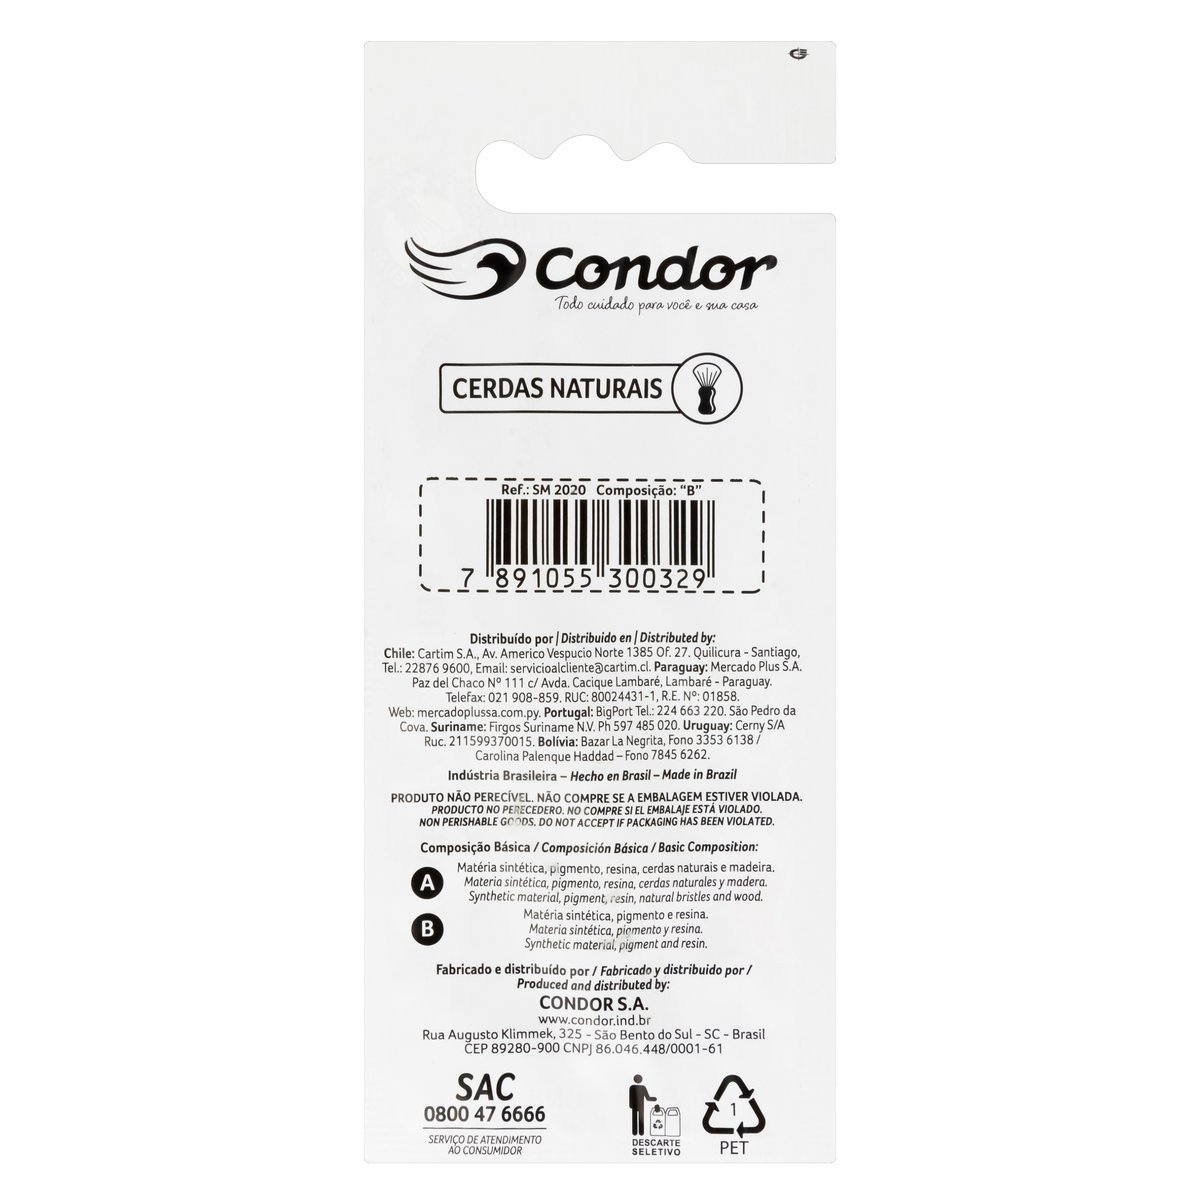 Condor
Todo cuidado para você e sua casa
CERDAS NATURAIS
Ref.: SM 2020 Composição: “B”
7 891055 300329
Distribuído por | Distribuido en | Distributed by:
Chile: Cartim S.A., Av. Americo Vespucio Norte 1385 Of. 27. Quilicura - Santiago,
Tel.: 22876 9600, Email: servicioalcliente@cartim.cl. Paraguay: Mercado Plus S.A.
Paz del Chaco Nº 111 c/ Avda. Cacique Lambaré, Lambaré - Paraguay.
Telefax: 021 908-859. RUC: 80024431-1, R.E. Nº: 01858.
Web: mercadoplussa.com.py. Portugal: BigPort Tel.: 224 663 220. São Pedro da
Cova. Suriname: Firgos Suriname N.V. Ph 597 485 020. Uruguay: Cerny S/A
Ruc. 211599370015. Bolívia: Bazar La Negrita, Fono 3353 6138 /
Carolina Palenque Haddad – Fono 7845 6262.
Indústria Brasileira – Hecho en Brasil – Made in Brazil
PRODUTO NÃO PERECÍVEL. NÃO COMPRE SE A EMBALAGEM ESTIVER VIOLADA.
PRODUCTO NO PERECEDERO. NO COMPRE SI EL EMBALAJE ESTÁ VIOLADO.
NON PERISHABLE GOODS. DO NOT ACCEPT IF PACKAGING HAS BEEN VIOLATED.
Composição Básica / Composición Básica / Basic Composition:
A
Matéria sintética, pigmento, resina, cerdas naturais e madeira.
Materia sintética, pigmento, resina, cerdas naturales y madera.
Synthetic material, pigment, resin, natural bristles and wood.
B
Matéria sintética, pigmento e resina.
Materia sintética, pigmento y resina.
Synthetic material, pigment and resin.
Fabricado e distribuído por / Fabricado y distribuido por /
Produced and distributed by:
CONDOR S.A.
www.condor.ind.br
Rua Augusto Klimmek, 325 - São Bento do Sul - SC - Brasil
CEP 89280-900 CNPJ 86.046.448/0001-61
SAC
0800 47 6666
SERVIÇO DE ATENDIMENTO
AO CONSUMIDOR
DESCARTE
SELETIVO
1
PET